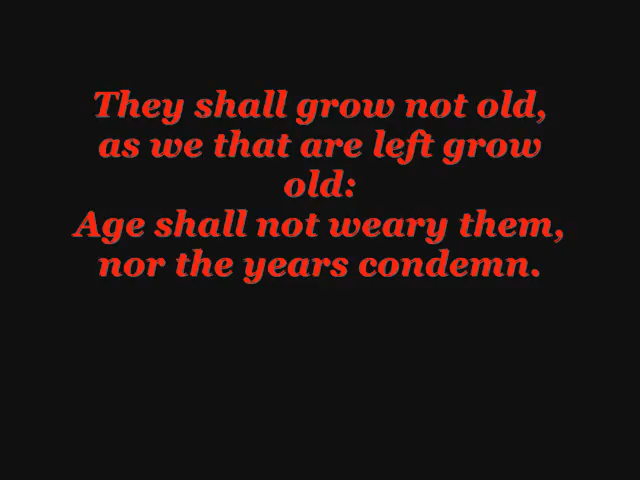 They shall grow not old,
as we that are left grow
old:
Age shall not weary them,
nor the years condemn.